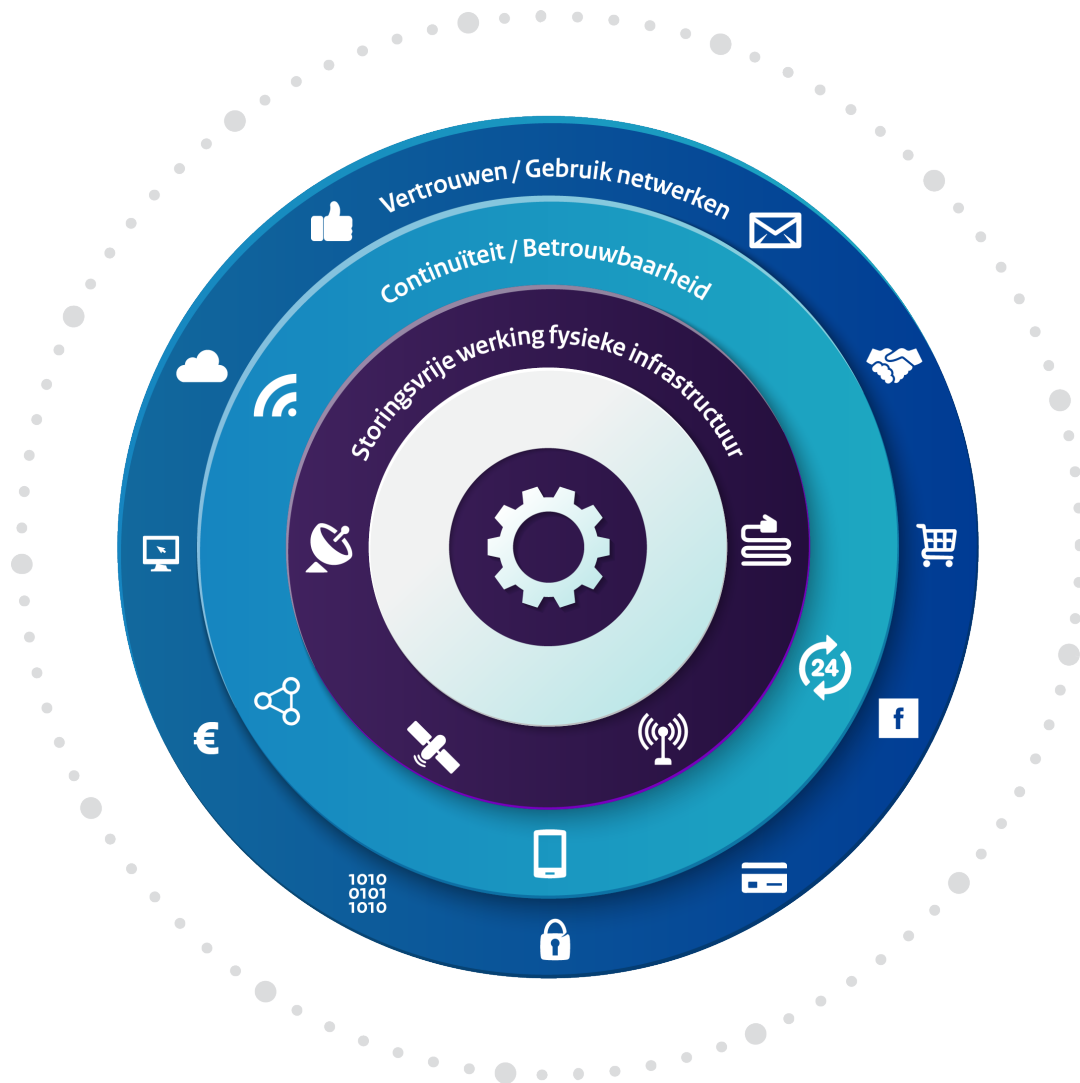 Vertrouwen / Gebruik netwerken
Continuïteit / Betrouwbaarheid
Storingsvrije werking fysieke infrastructuur
24
f
€
1010
0101
1010